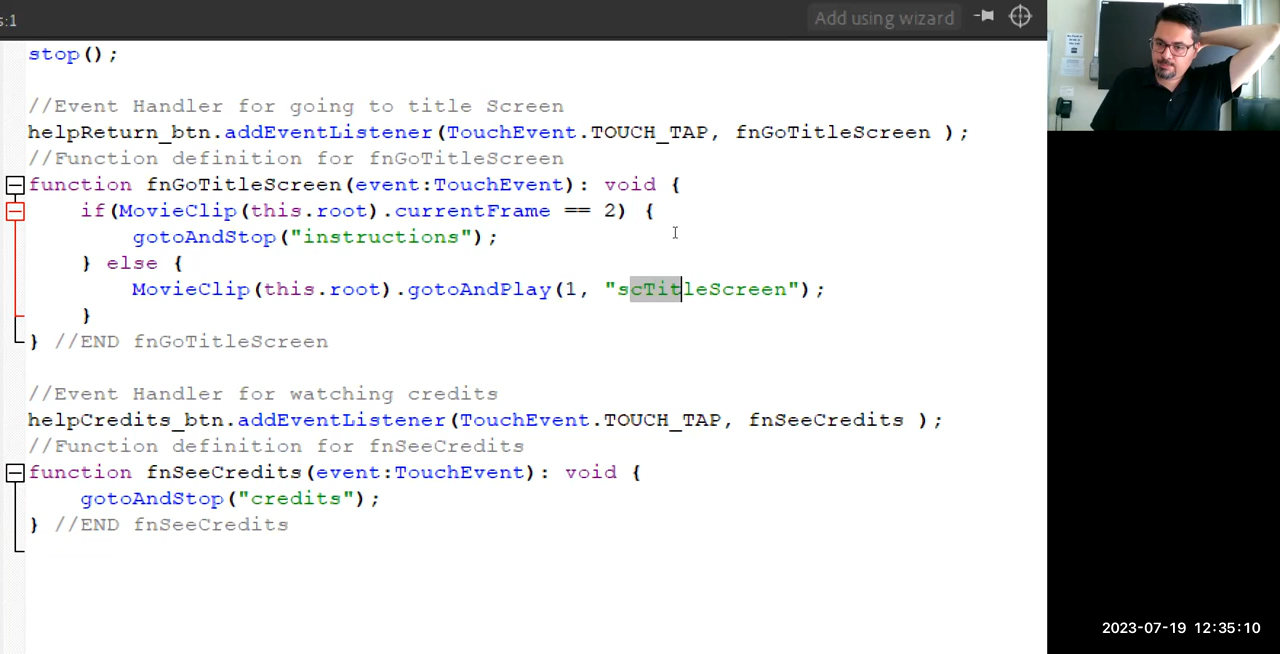 s:1
Add using wizard
stop();
//Event Handler for going to title Screen
helpReturn_btn.addEventListener(TouchEvent.TOUCH_TAP, fnGoTitleScreen );
//Function definition for fnGoTitleScreen
function fnGoTitleScreen(event:TouchEvent): void {
if(MovieClip(this.root).currentFrame == 2) {
gotoAndStop("instructions");
} else {
MovieClip(this.root).gotoAndPlay(1, "scTitleScreen");
}
} //END fnGoTitleScreen
//Event Handler for watching credits
helpCredits_btn.addEventListener(TouchEvent.TOUCH_TAP, fnSeeCredits );
//Function definition for fnSeeCredits
function fnSeeCredits(event:TouchEvent): void {
gotoAndStop("credits");
} //END fnSeeCredits
2023-07-19 12:35:10